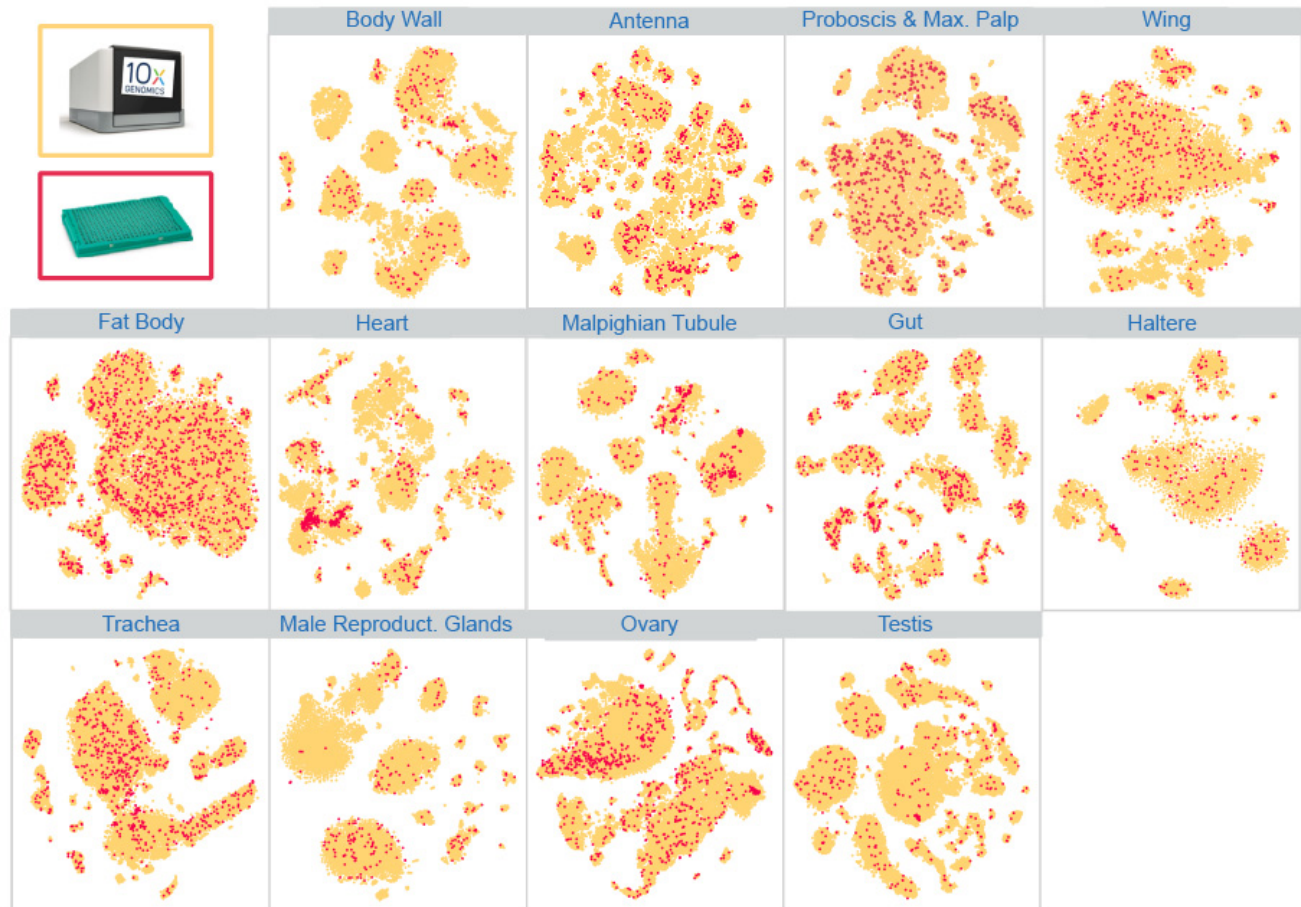 10x
GENOMICS
Body Wall
Antenna
Proboscis & Max. Palp
Wing
Fat Body
Heart
Malpighian Tubule
Gut
Haltere
Trachea
Male Reproduct. Glands
Ovary
Testis